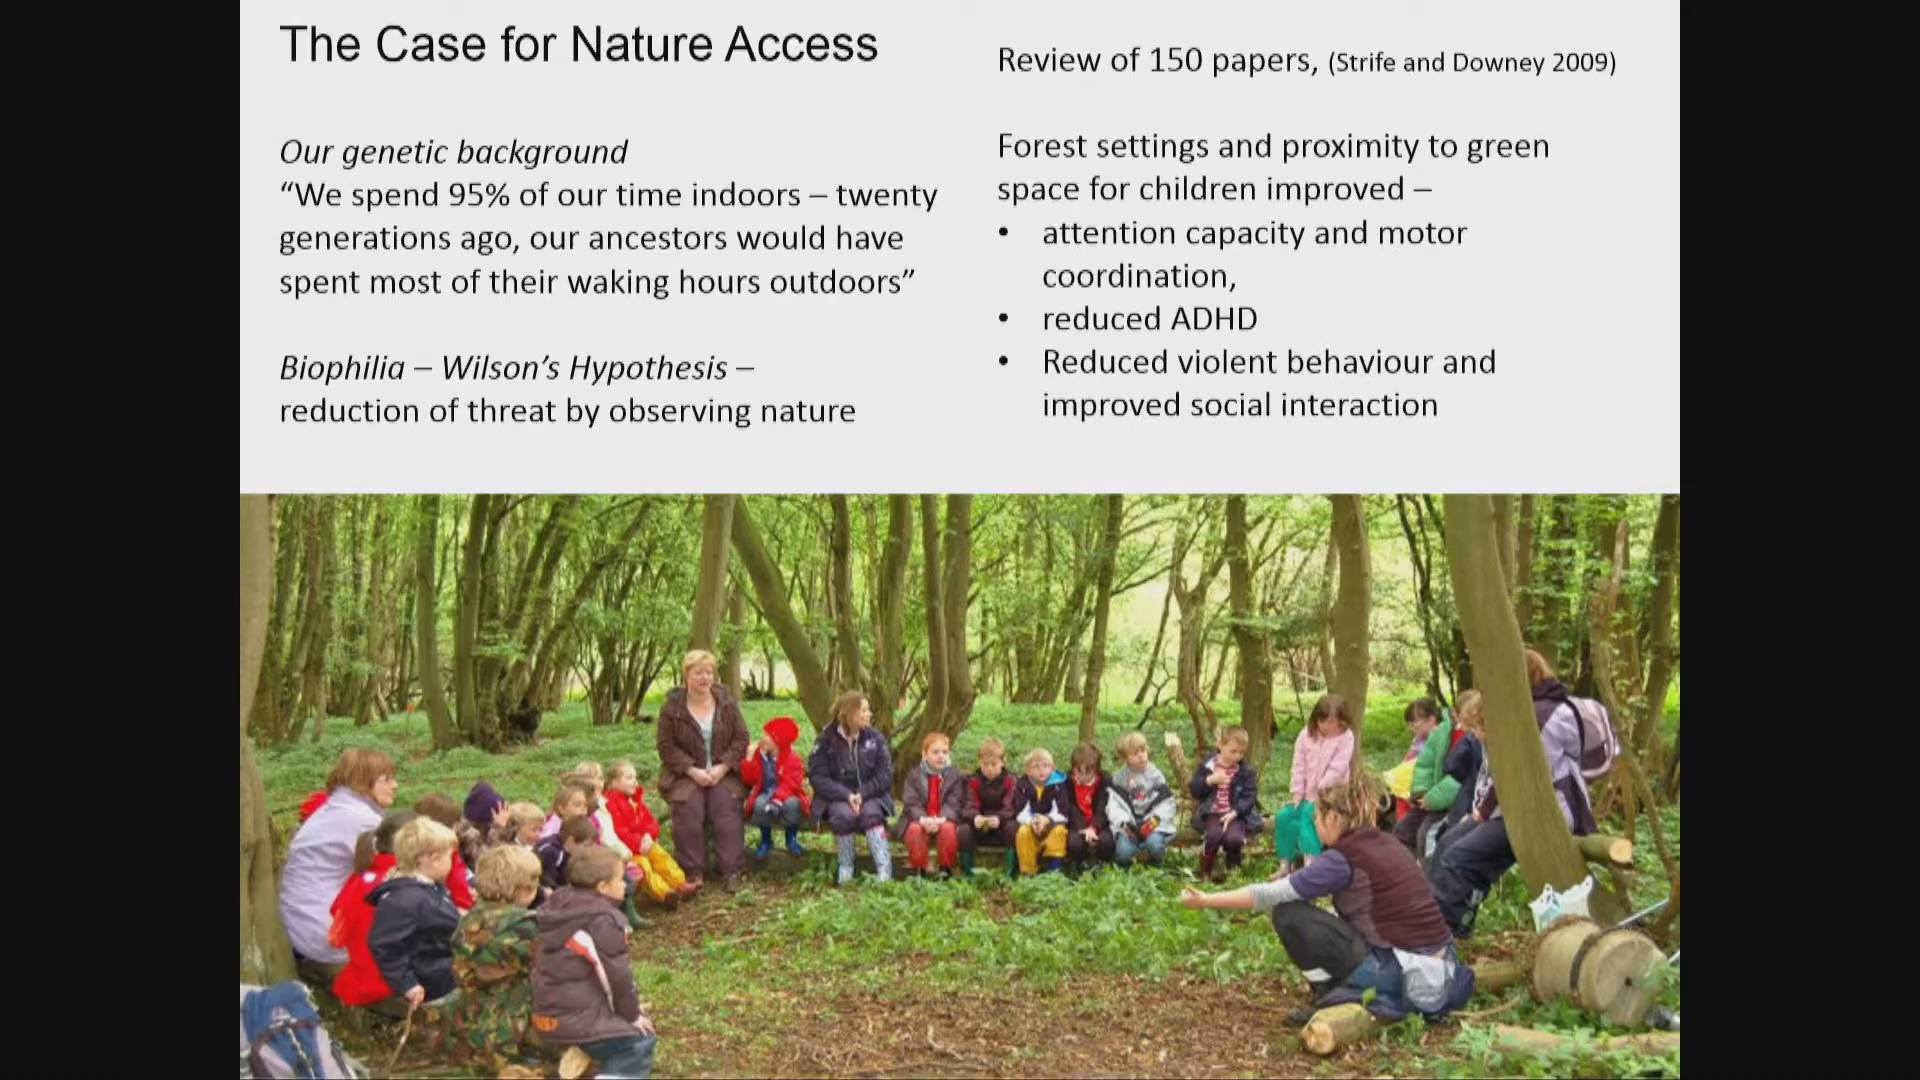 The Case for Nature Access
Our genetic background
“We spend 95% of our time indoors – twenty
generations ago, our ancestors would have
spent most of their waking hours outdoors”
Biophilia – Wilson’s Hypothesis –
reduction of threat by observing nature
Review of 150 papers, (Strife and Downey 2009)
Forest settings and proximity to green
space for children improved –
• attention capacity and motor
coordination,
• reduced ADHD
• Reduced violent behaviour and
improved social interaction